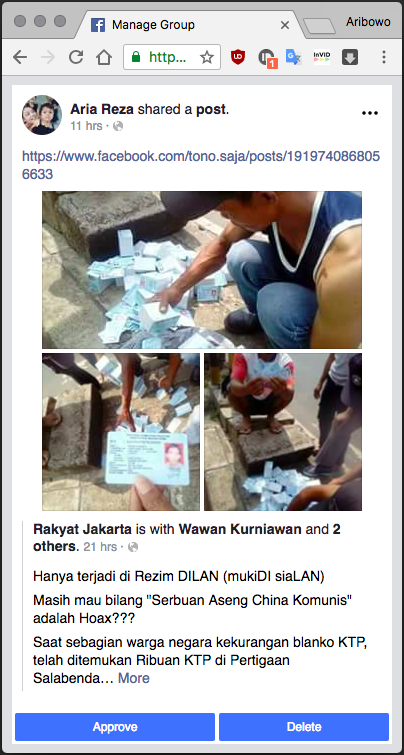 Manage Group
Aribowo
http...
1
InVID
Aria Reza shared a post.
11 hrs ·
https://www.facebook.com/tono.saja/posts/191974086805
6633
Rakyat Jakarta is with Wawan Kurniawan and 2
others. 21 hrs ·
Hanya terjadi di Rezim DILAN (mukiDI siaLAN)
Masih mau bilang "Serbuan Aseng China Komunis"
adalah Hoax???
Saat sebagian warga negara kekurangan blanko KTP,
telah ditemukan Ribuan KTP di Pertigaan
Salabenda… More
Approve
Delete